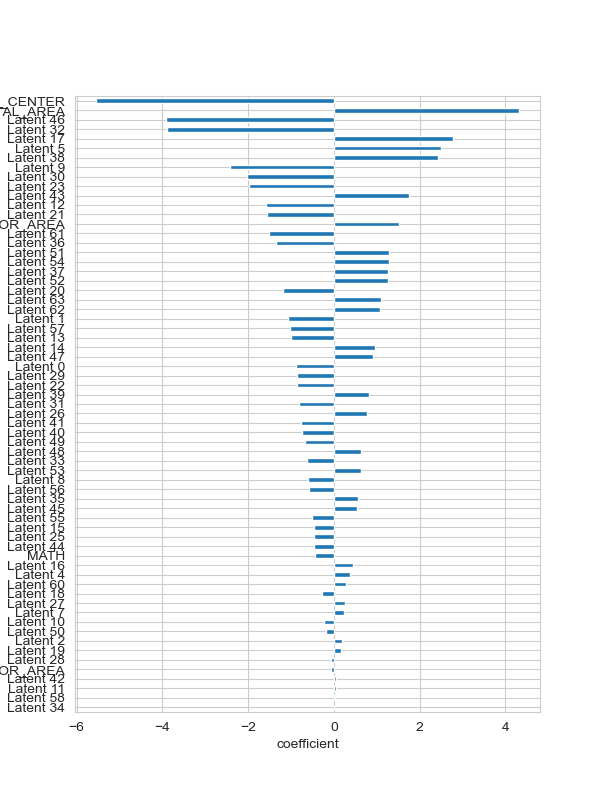 _CENTER
TAL_AREA
Latent 46
Latent 32
Latent 17
Latent 5
Latent 38
Latent 9
Latent 30
Latent 23
Latent 43
Latent 12
Latent 21
OR_AREA
Latent 61
Latent 36
Latent 51
Latent 54
Latent 37
Latent 52
Latent 20
Latent 63
Latent 62
Latent 1
Latent 57
Latent 13
Latent 14
Latent 47
Latent 0
Latent 29
Latent 22
Latent 39
Latent 31
Latent 26
Latent 41
Latent 40
Latent 49
Latent 48
Latent 33
Latent 53
Latent 8
Latent 56
Latent 35
Latent 45
Latent 55
Latent 15
Latent 25
Latent 44
MATH
Latent 16
Latent 4
Latent 60
Latent 18
Latent 27
Latent 7
Latent 10
Latent 50
Latent 2
Latent 19
Latent 28
OR_AREA
Latent 42
Latent 11
Latent 58
Latent 34
−6 −4 −2 0 2 4
coefficient